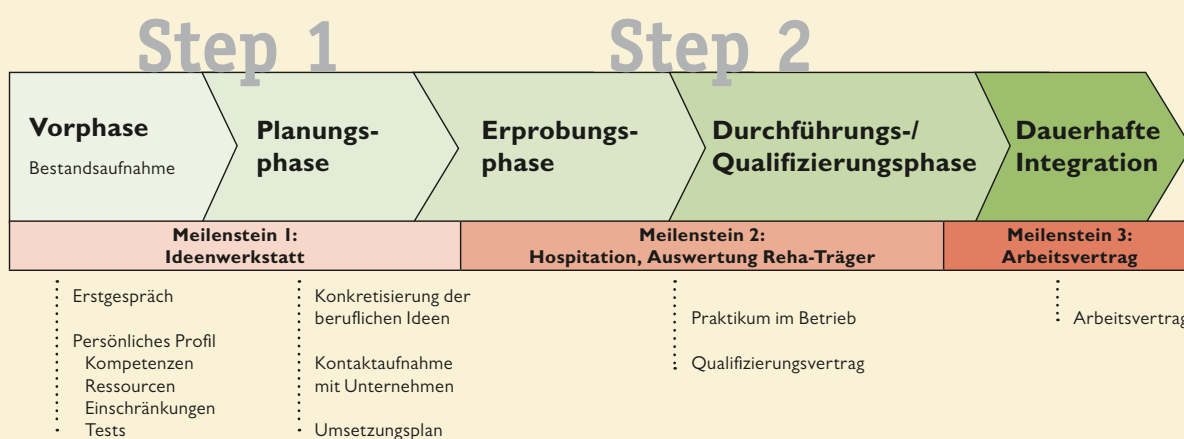 Step 1
Step 2
Vorphase
Bestandsaufnahme
Planungs-
phase
Erprobungs-
phase
Durchführungs-/
Qualifizierungsphase
Dauerhafte
Integration
Meilenstein 1:
Ideenwerkstatt
Meilenstein 2:
Hospitation, Auswertung Reha-Träger
Meilenstein 3:
Arbeitsvertrag
Erstgespräch
Persönliches Profil
Kompetenzen
Ressourcen
Einschränkungen
Tests
Konkretisierung der
beruflichen Ideen
Kontaktaufnahme
mit Unternehmen
Umsetzungsplan
Praktikum im Betrieb
Qualifizierungsvertrag
Arbeitsvertrag